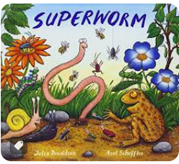 SUPERWORM
Julia Donaldson Axel Scheffler